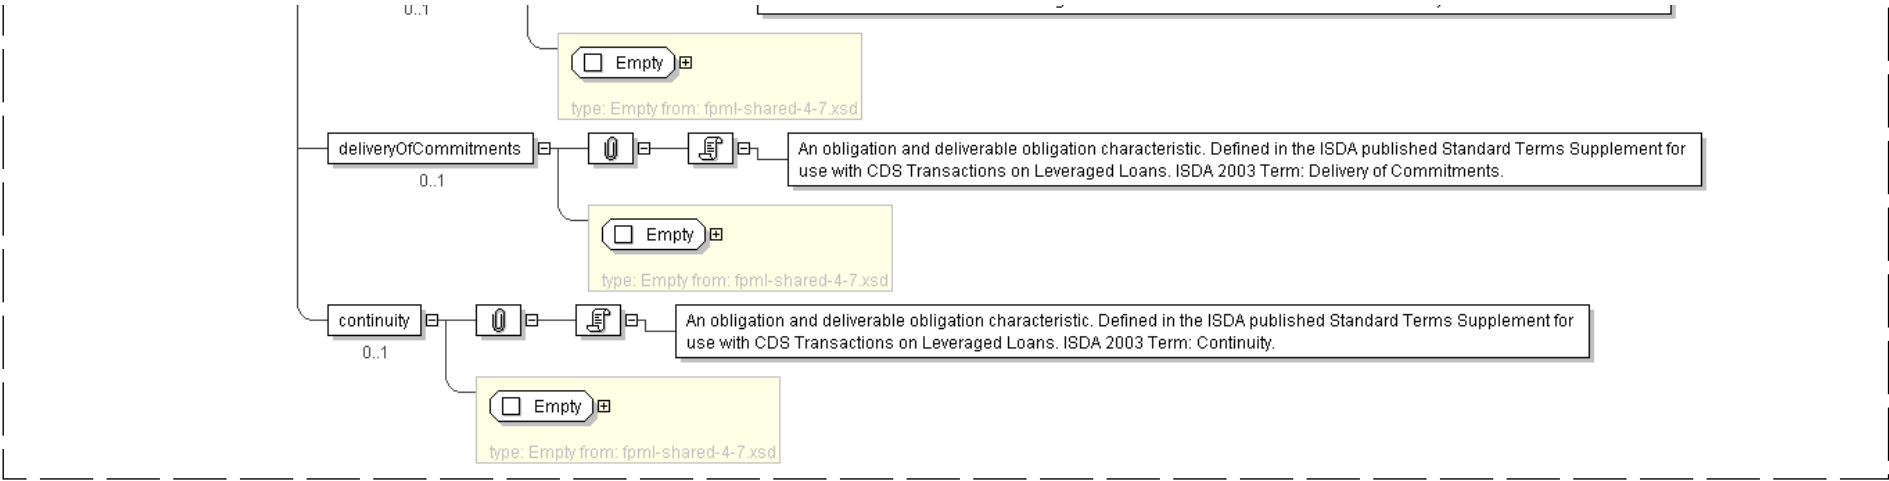 0..1
Empty
type: Empty from: fpml-shared-4-7.xsd
deliveryOfCommitments
0..1
An obligation and deliverable obligation characteristic. Defined in the ISDA published Standard Terms Supplement for
use with CDS Transactions on Leveraged Loans. ISDA 2003 Term: Delivery of Commitments.
Empty
type: Empty from: fpml-shared-4-7.xsd
continuity
0..1
An obligation and deliverable obligation characteristic. Defined in the ISDA published Standard Terms Supplement for
use with CDS Transactions on Leveraged Loans. ISDA 2003 Term: Continuity.
Empty
type: Empty from: fpml-shared-4-7.xsd